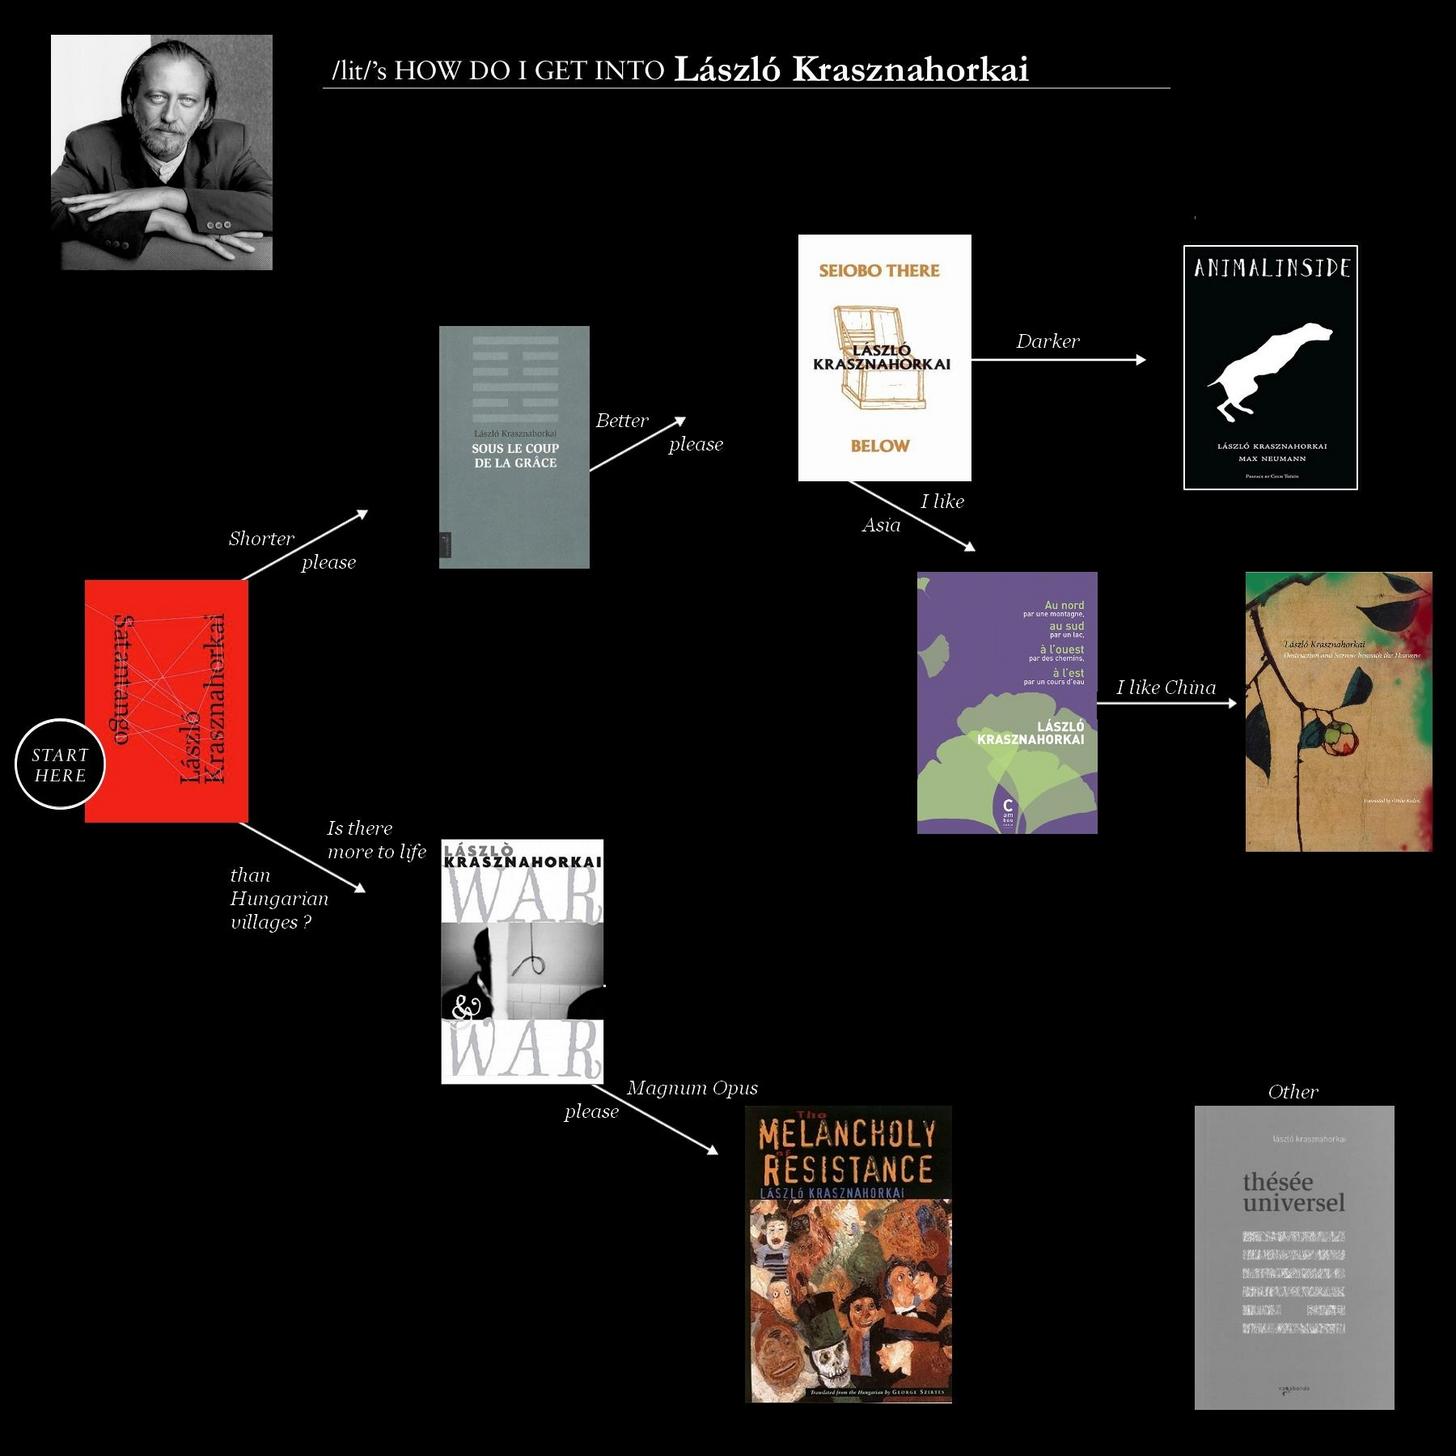 /lit/'s HOW DO I GET INTO László Krasznahorkai
SEIOBO THERE
LÁSZLÓ
KRASZNAHORKAI
BELOW
Darker
ANIMALINSIDE
LÁSZLÓ KRASZNAHORKAI
MAX NEUMANN
László Krasznahorkai
SOUS LE COUP
DE LA GRÂCE
Better
please
I like
Asia
Shorter
please
START
HERE
Satantango
László
Krasznahorkai
Au nord
par une montagne,
au sud
par un lac,
à l'ouest
par des chemins,
à l'est
par un cours d'eau
LÁSZLÓ
KRASZNAHORKAI
C
am
bou
I like China
László Krasznahorkai
Destruction and Sorrow beneath the Heavens
Is there
more to life
than
Hungarian
villages ?
LÁSZLÒ
KRASZNAHORKAI
WAR
&
WAR
Magnum Opus
please
The
MELANCHOLY
of
RESISTANCE
LÁSZLó KRASZNAHORKAI
Translated from the Hungarian by GEORGE SZIRTES
Other
lászló krasznahorkai
thésée
universel